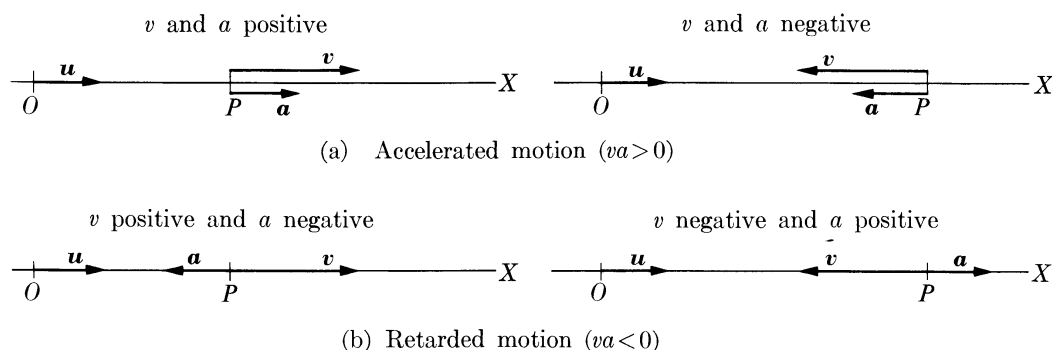 v and a positive
v and a negative
u v X
O P a
u v X
O a P
(a) Accelerated motion (va>0)
v positive and a negative
v negative and a positive
u a v X
O P
u v a X
O P
(b) Retarded motion (va<0)